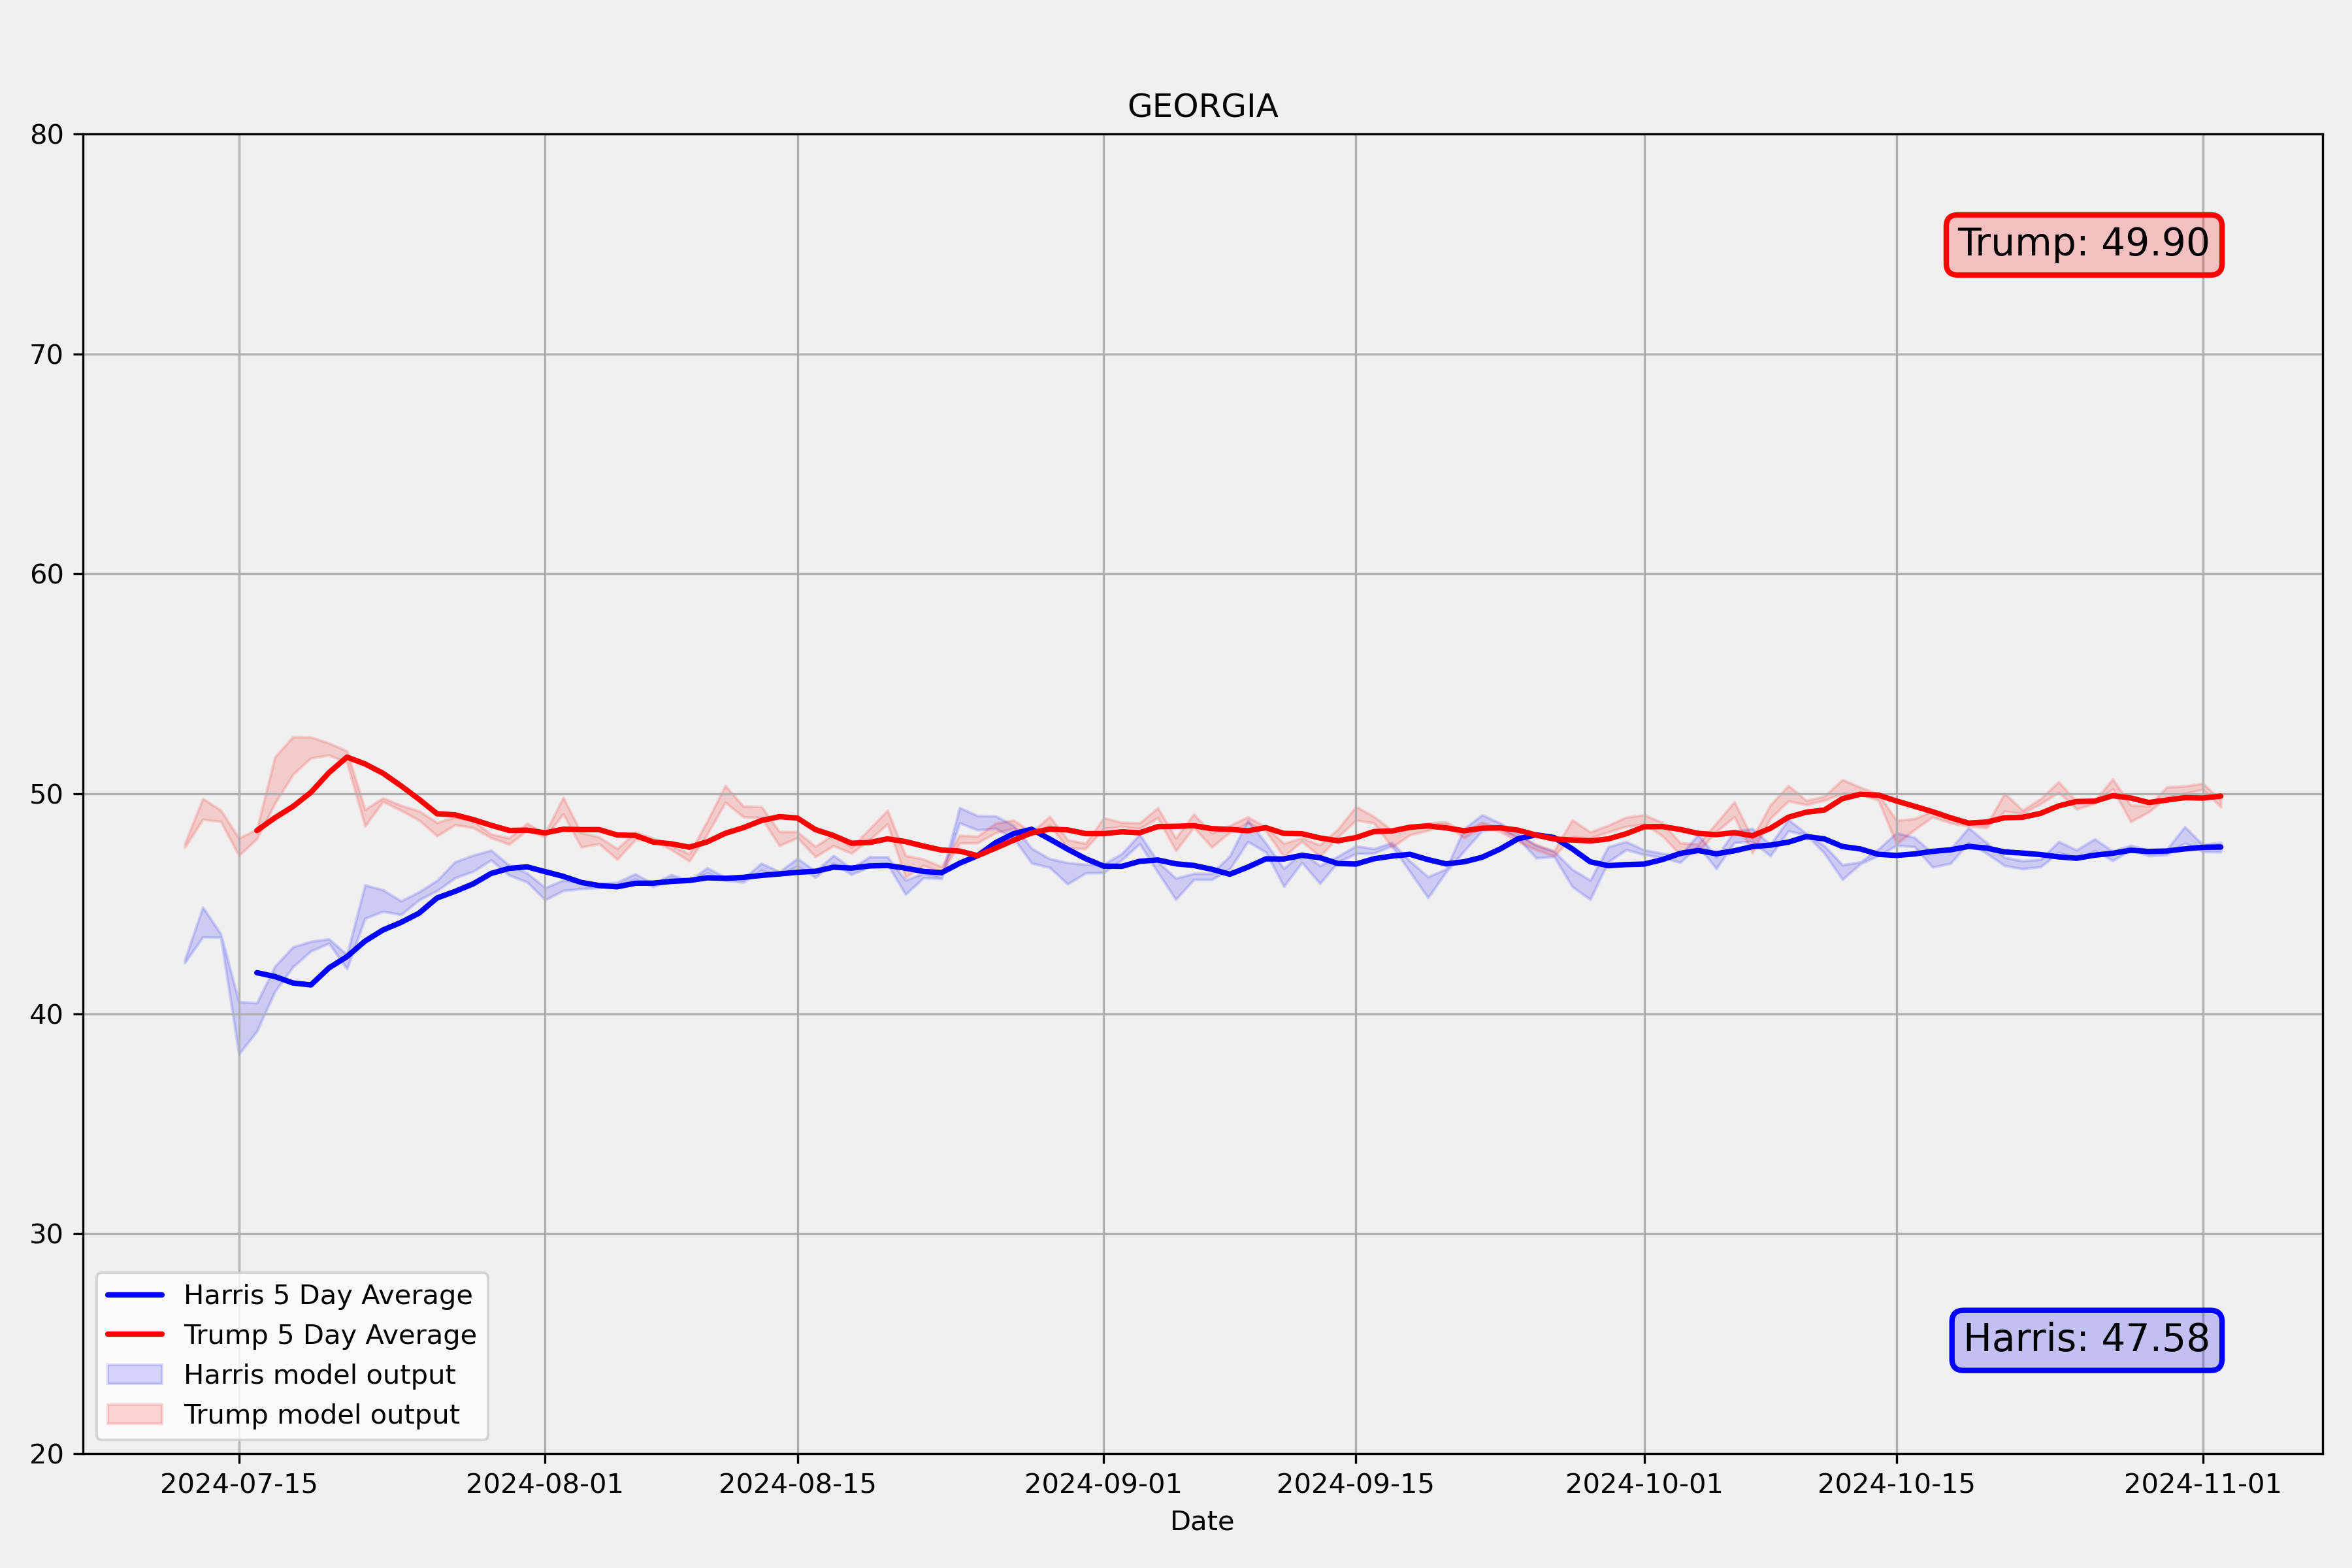 GEORGIA
80
70
60
50
40
30
20
Trump: 49.90
Harris: 47.58
Harris 5 Day Average
Trump 5 Day Average
Harris model output
Trump model output
2024-07-15
2024-08-01
2024-08-15
2024-09-01
2024-09-15
2024-10-01
2024-10-15
2024-11-01
Date